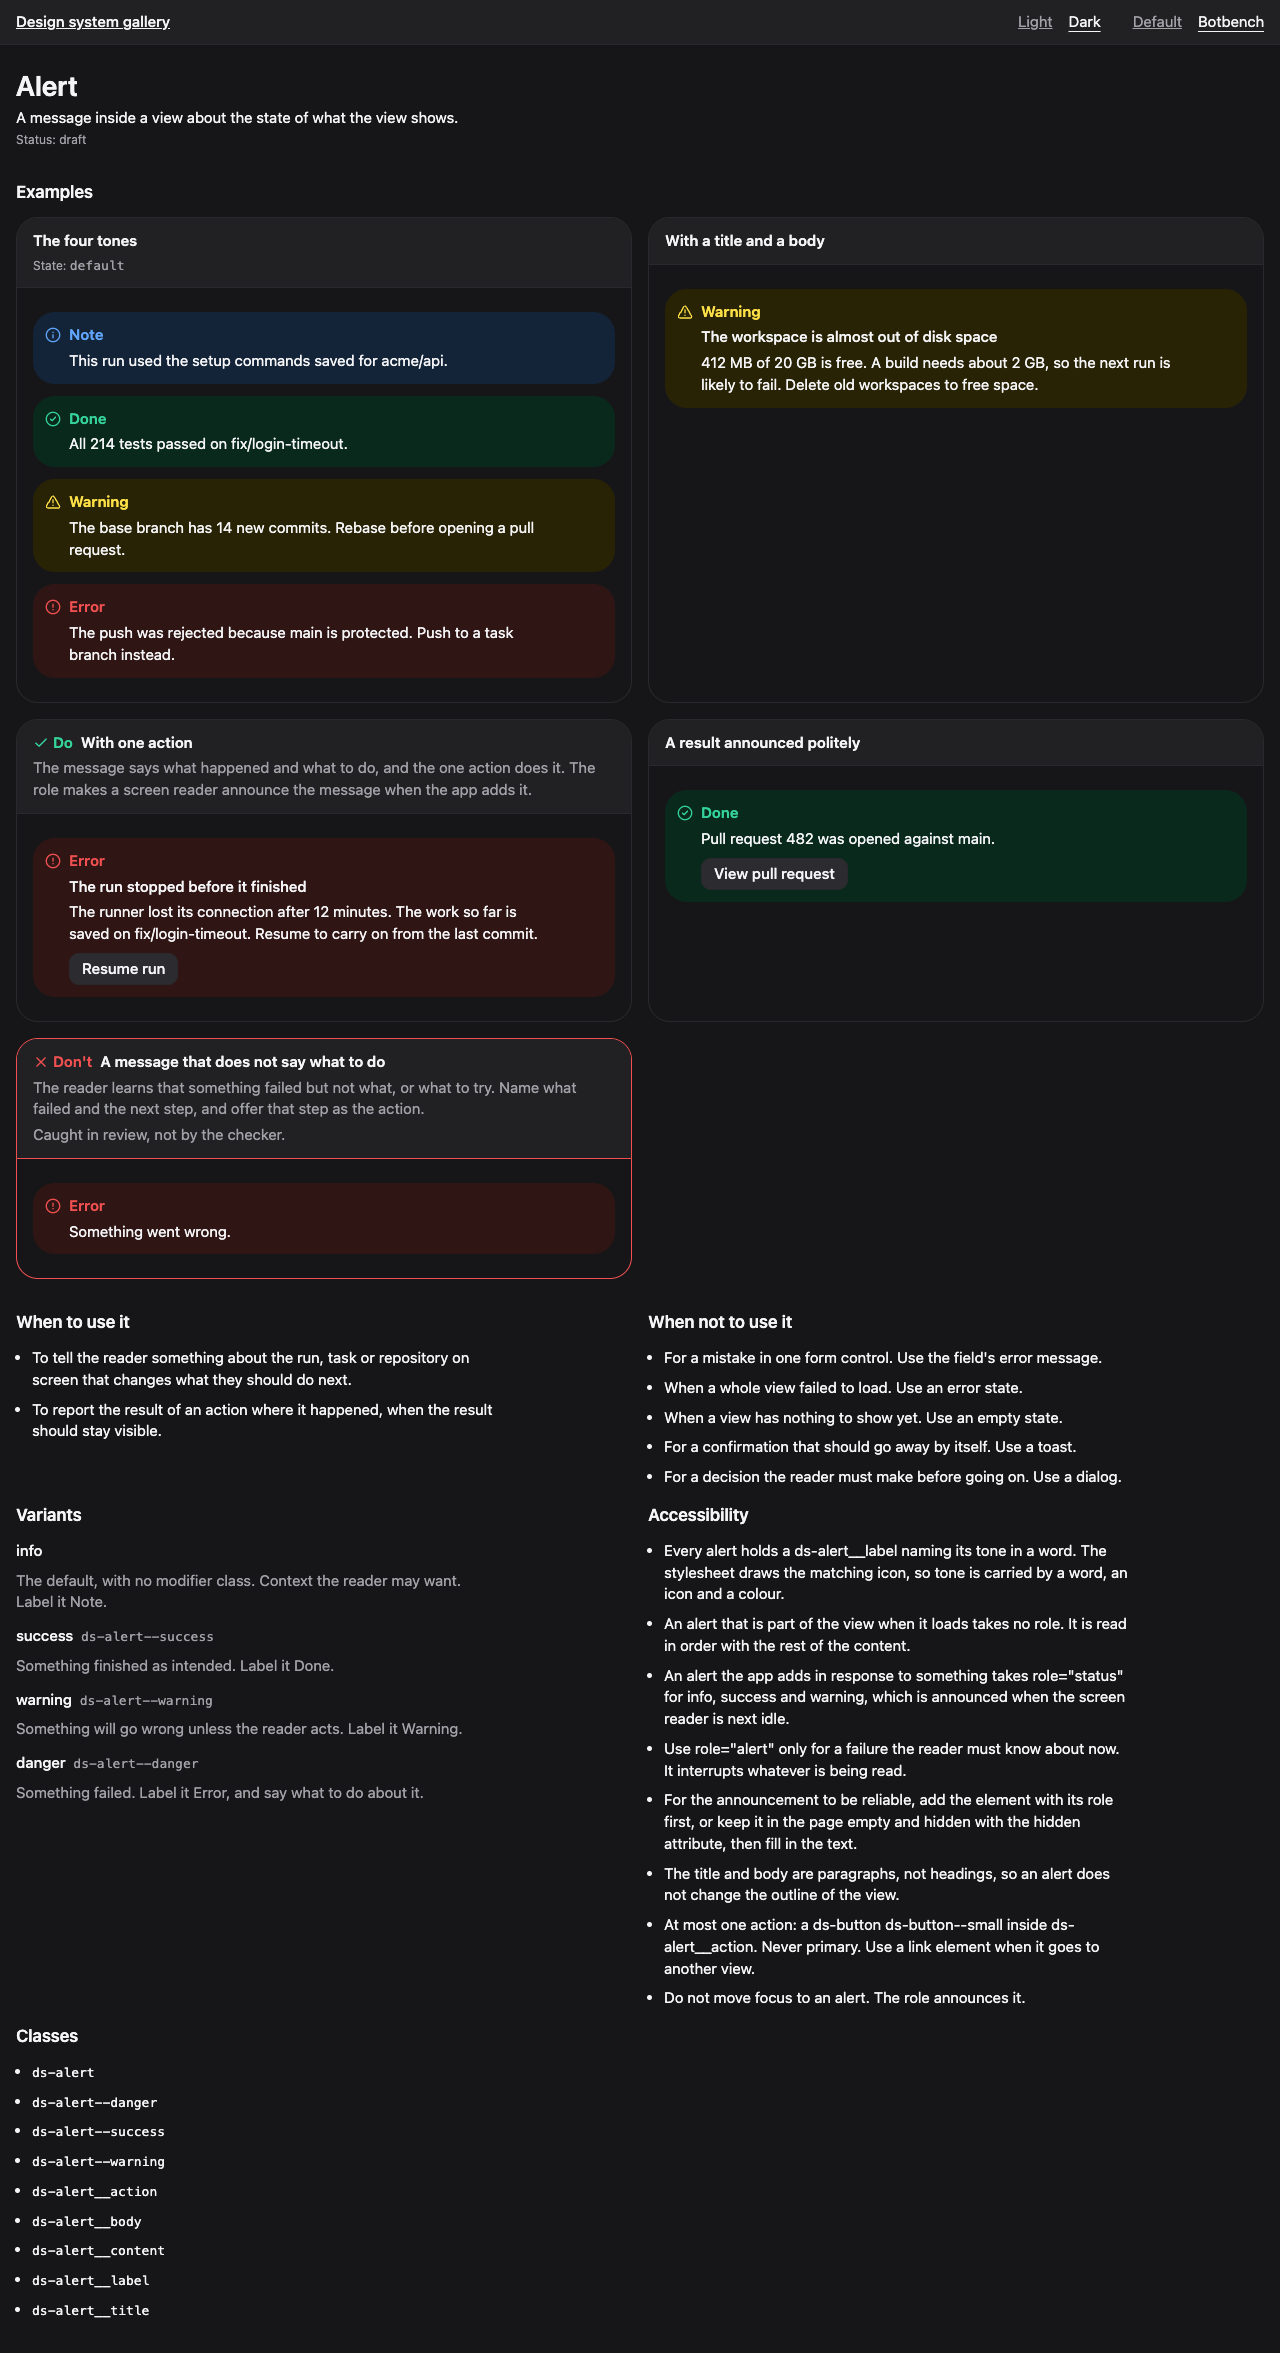 Design system gallery
Light Dark Default Botbench
Alert
A message inside a view about the state of what the view shows.
Status: draft
Examples
The four tones
State: default
Note
This run used the setup commands saved for acme/api.
Done
All 214 tests passed on fix/login-timeout.
Warning
The base branch has 14 new commits. Rebase before opening a pull
request.
Error
The push was rejected because main is protected. Push to a task
branch instead.
With a title and a body
Warning
The workspace is almost out of disk space
412 MB of 20 GB is free. A build needs about 2 GB, so the next run is
likely to fail. Delete old workspaces to free space.
Do With one action
The message says what happened and what to do, and the one action does it. The
role makes a screen reader announce the message when the app adds it.
Error
The run stopped before it finished
The runner lost its connection after 12 minutes. The work so far is
saved on fix/login-timeout. Resume to carry on from the last commit.
Resume run
A result announced politely
Done
Pull request 482 was opened against main.
View pull request
Don't A message that does not say what to do
The reader learns that something failed but not what, or what to try. Name what
failed and the next step, and offer that step as the action.
Caught in review, not by the checker.
Error
Something went wrong.
When to use it
To tell the reader something about the run, task or repository on
screen that changes what they should do next.
To report the result of an action where it happened, when the result
should stay visible.
When not to use it
For a mistake in one form control. Use the field's error message.
When a whole view failed to load. Use an error state.
When a view has nothing to show yet. Use an empty state.
For a confirmation that should go away by itself. Use a toast.
For a decision the reader must make before going on. Use a dialog.
Variants
info
The default, with no modifier class. Context the reader may want.
Label it Note.
success ds-alert--success
Something finished as intended. Label it Done.
warning ds-alert--warning
Something will go wrong unless the reader acts. Label it Warning.
danger ds-alert--danger
Something failed. Label it Error, and say what to do about it.
Accessibility
Every alert holds a ds-alert__label naming its tone in a word. The
stylesheet draws the matching icon, so tone is carried by a word, an
icon and a colour.
An alert that is part of the view when it loads takes no role. It is read
in order with the rest of the content.
An alert the app adds in response to something takes role="status"
for info, success and warning, which is announced when the screen
reader is next idle.
Use role="alert" only for a failure the reader must know about now.
It interrupts whatever is being read.
For the announcement to be reliable, add the element with its role
first, or keep it in the page empty and hidden with the hidden
attribute, then fill in the text.
The title and body are paragraphs, not headings, so an alert does
not change the outline of the view.
At most one action: a ds-button ds-button--small inside ds-
alert__action. Never primary. Use a link element when it goes to
another view.
Do not move focus to an alert. The role announces it.
Classes
ds-alert
ds-alert--danger
ds-alert--success
ds-alert--warning
ds-alert__action
ds-alert__body
ds-alert__content
ds-alert__label
ds-alert__title